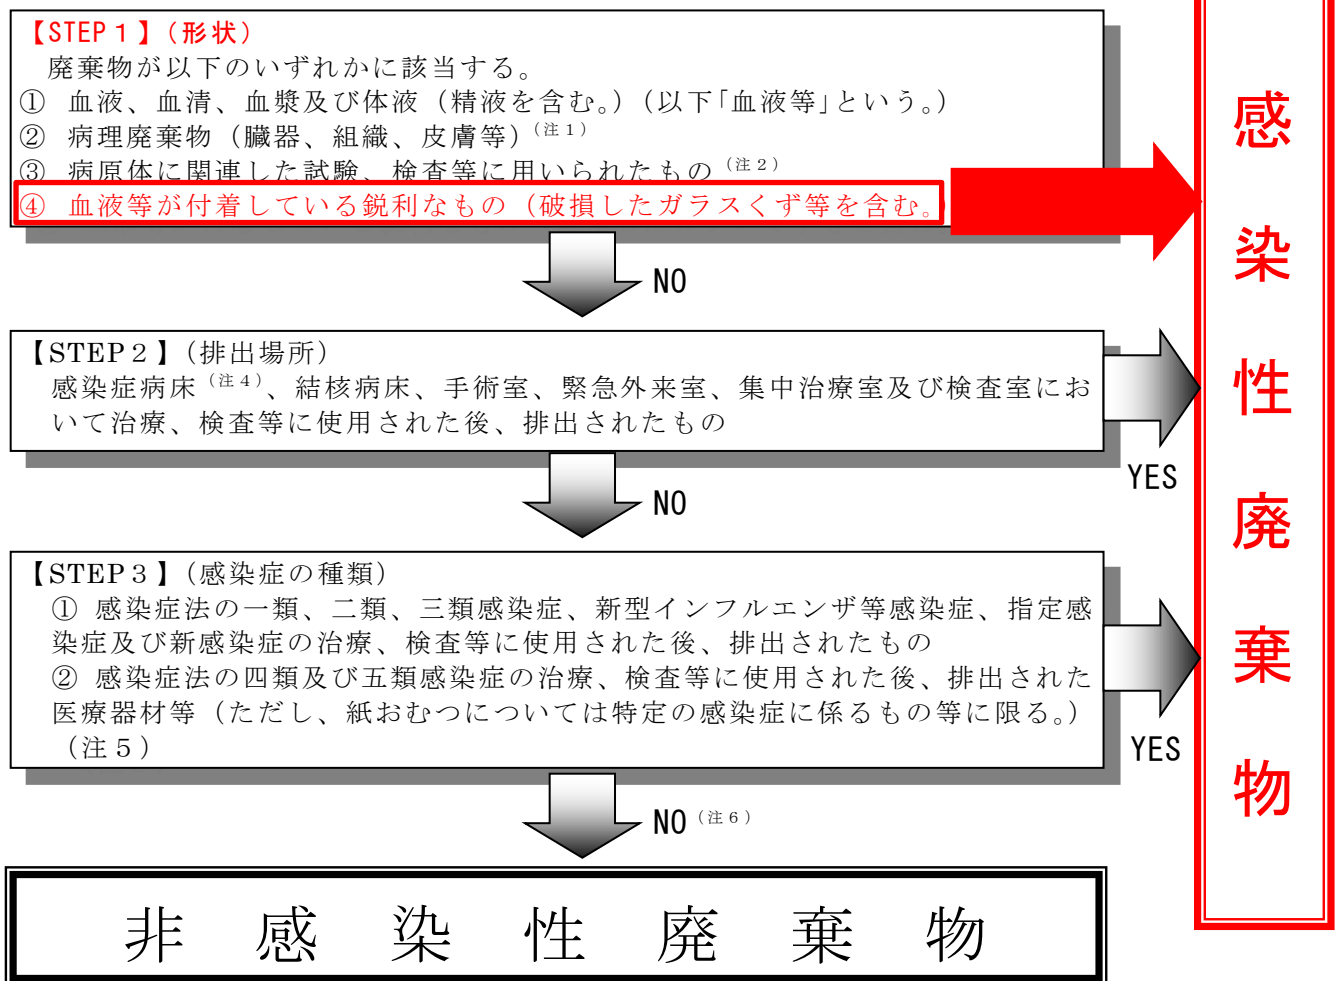 【STEP１】(形状)
廃棄物が以下のいずれかに該当する。
① 血液、血清、血漿及び体液（精液を含む。）(以下｢血液等｣という。)
② 病理廃棄物（臓器、組織、皮膚等）(注１)
③ 病原体に関連した試験、検査等に用いられたもの(注２)
④ 血液等が付着している鋭利なもの（破損したガラスくず等を含む。
NO
【STEP２】(排出場所)
感染症病床(注４)、結核病床、手術室、緊急外来室、集中治療室及び検査室にお
いて治療、検査等に使用された後、排出されたもの
YES
NO
【STEP３】(感染症の種類)
① 感染症法の一類、二類、三類感染症、新型インフルエンザ等感染症、指定感
染症及び新感染症の治療、検査等に使用された後、排出されたもの
② 感染症法の四類及び五類感染症の治療、検査等に使用された後、排出された
医療器材等（ただし、紙おむつについては特定の感染症に係るもの等に限る。）
（注５）
YES
NO(注６)
非感染性廃棄物
感染性廃棄物